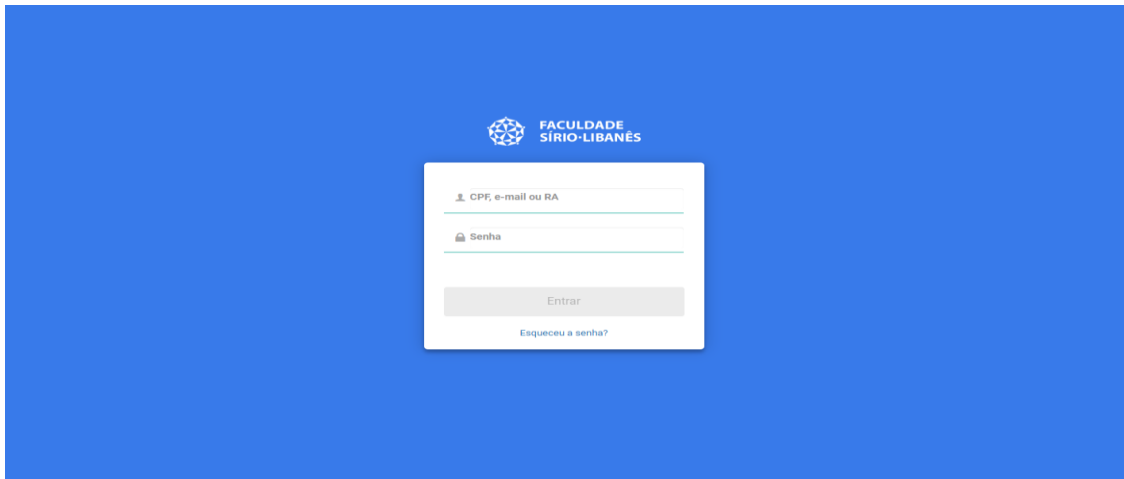 FACULDADE
SÍRIO-LIBANÊS
CPF, e-mail ou RA
Senha
Entrar
Esqueceu a senha?